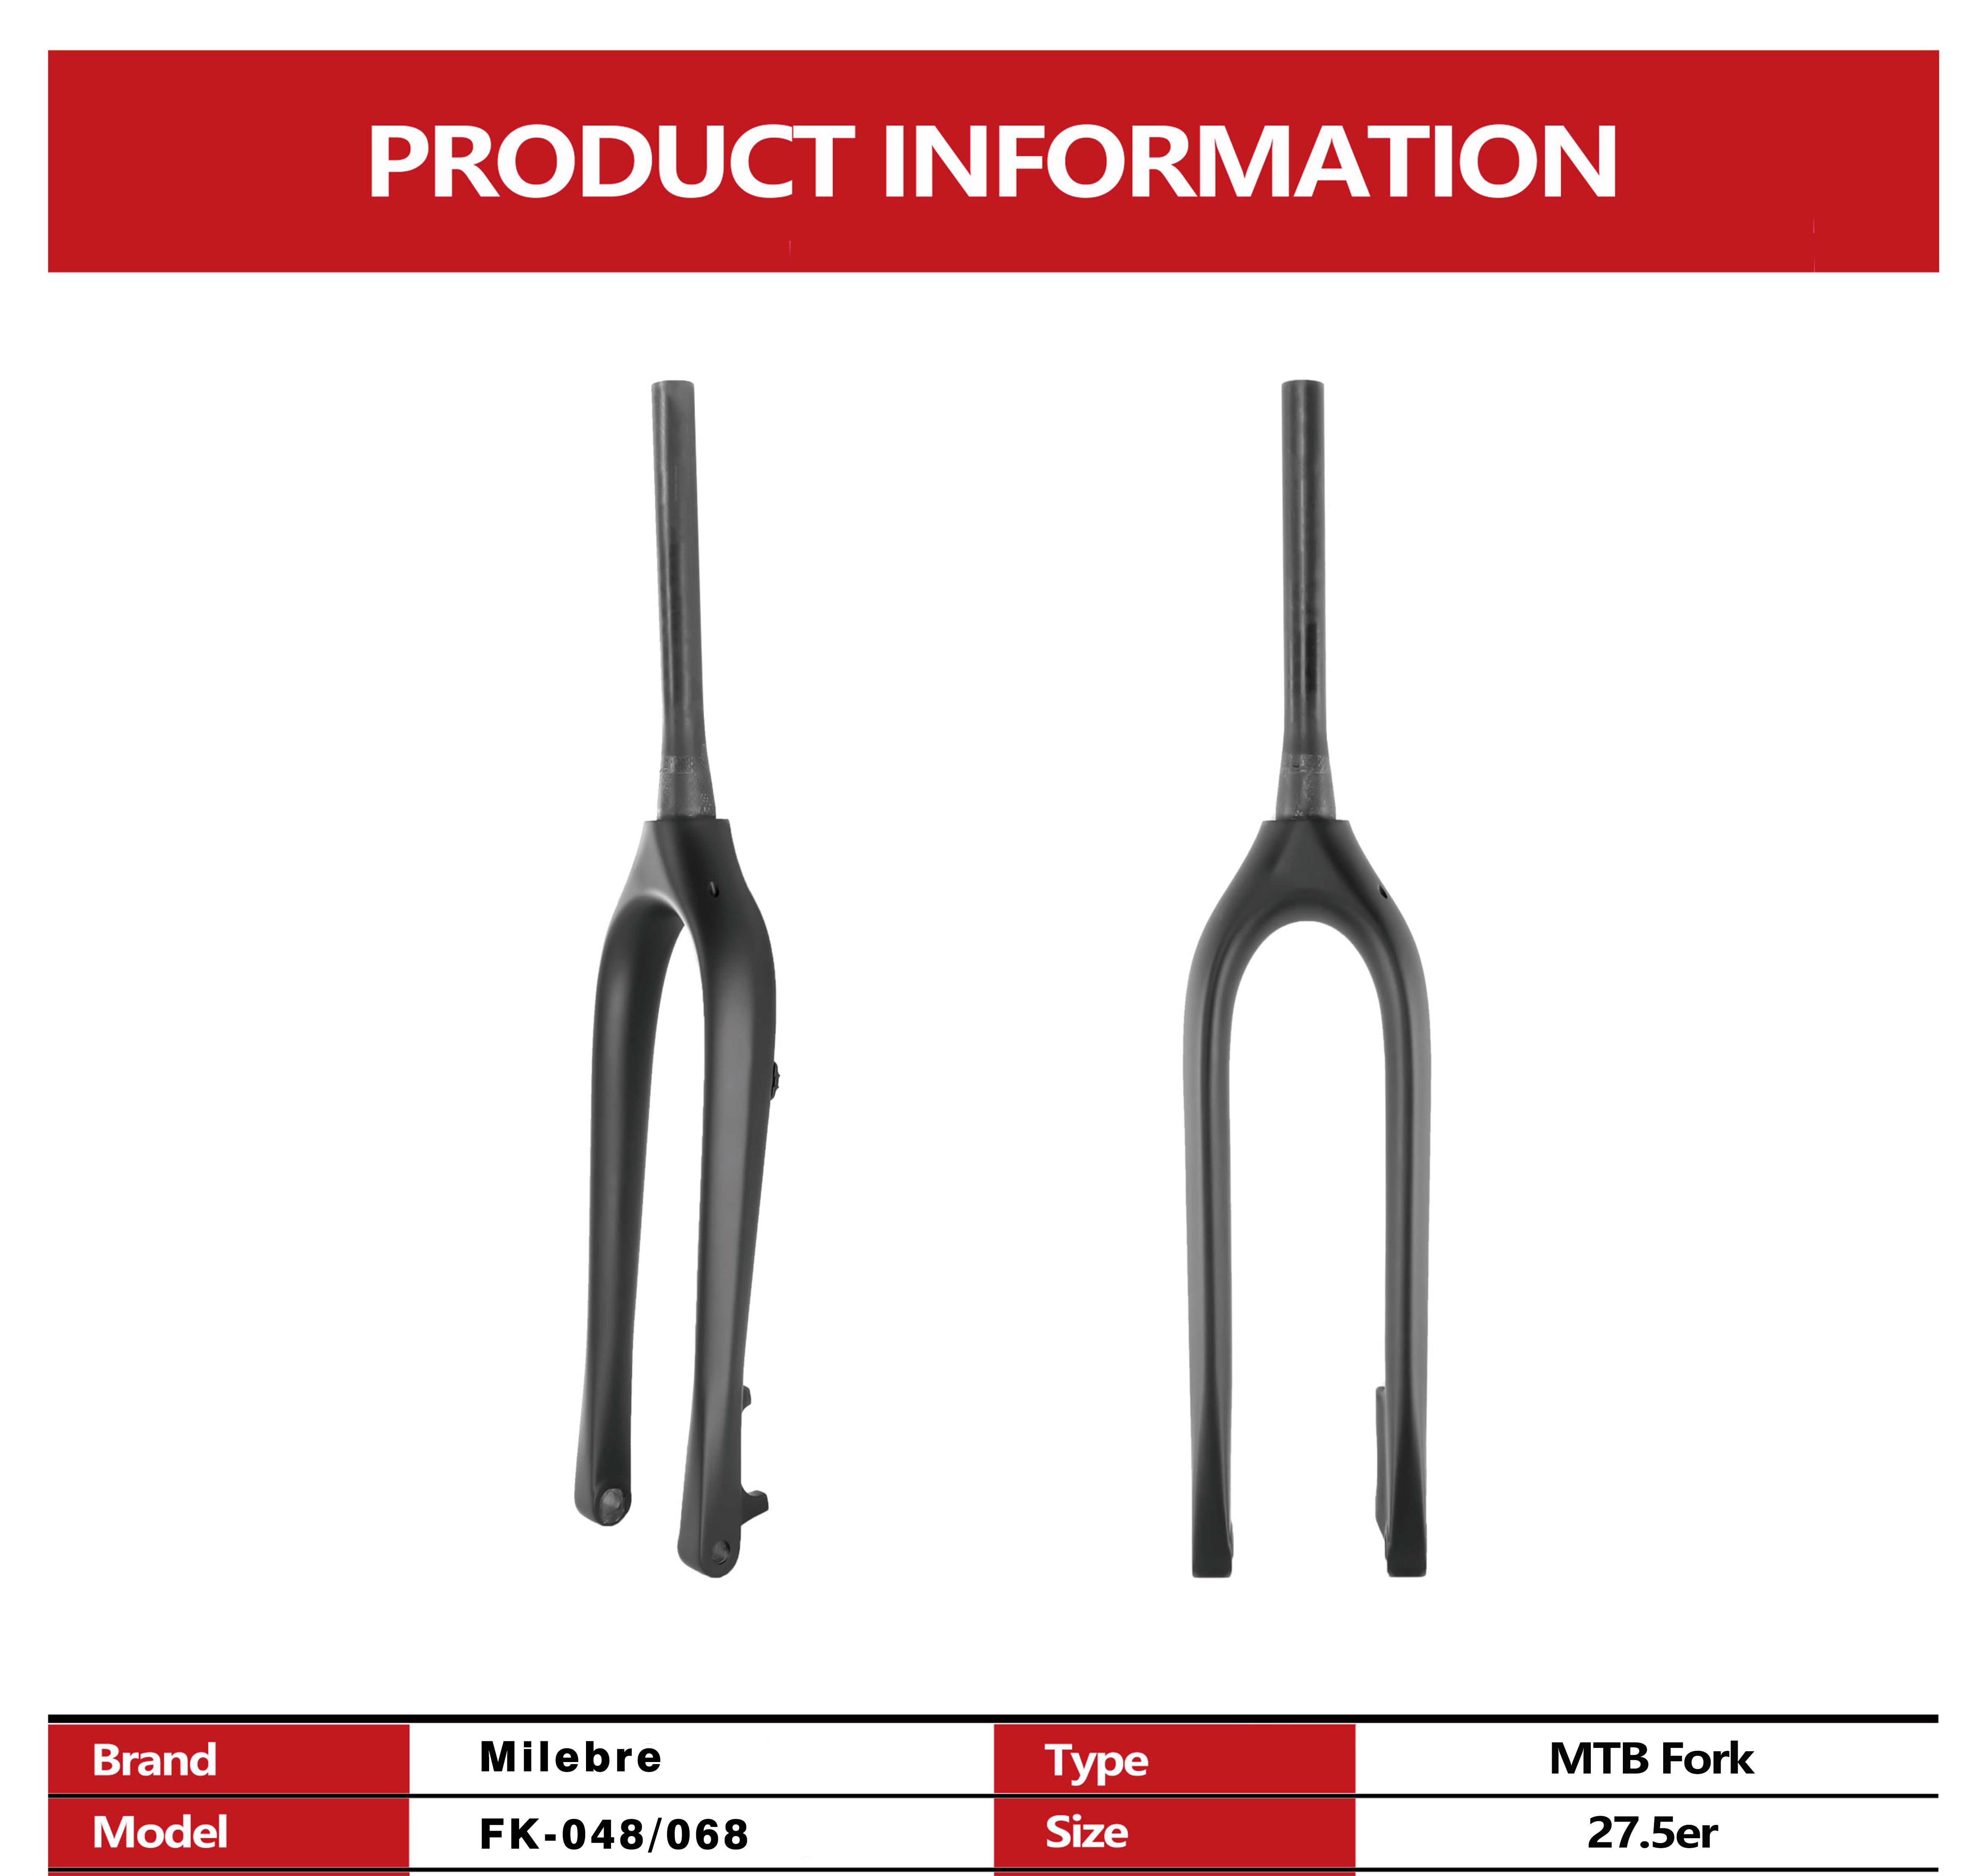 PRODUCT INFORMATION
Brand Milebre Type MTB Fork
Model FK-048/068 Size 27.5er